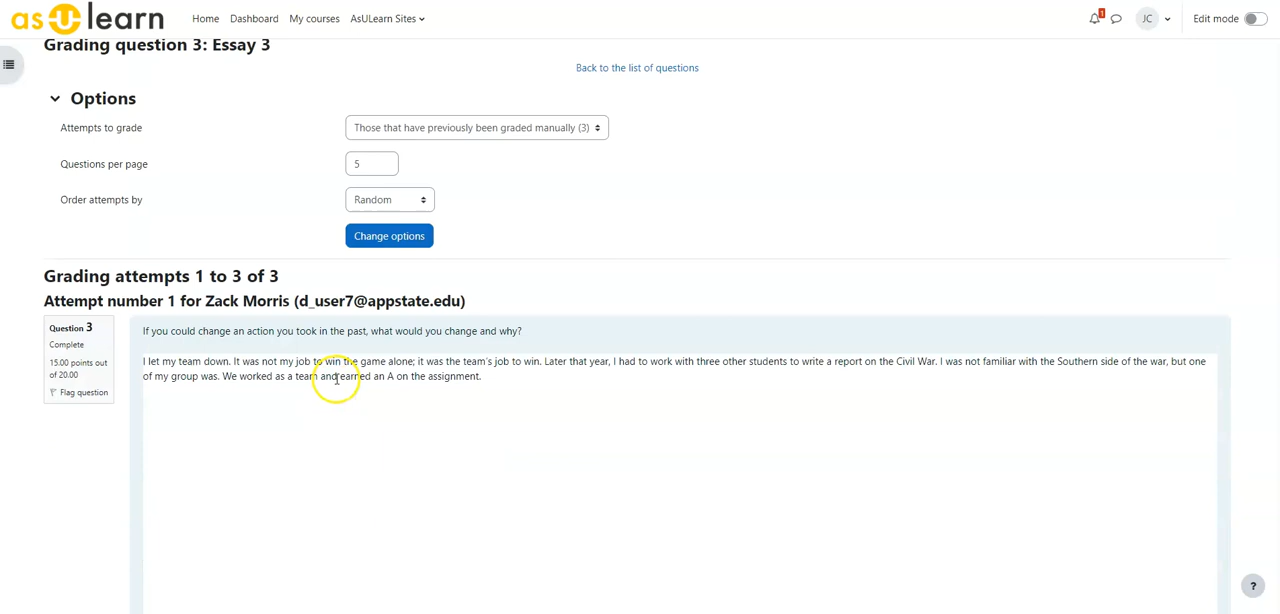 asulearn Home Dashboard My courses AsULearn Sites 1 JC Edit mode
Grading question 3: Essay 3
Back to the list of questions
Options
Attempts to grade Those that have previously been graded manually (3)
Questions per page 5
Order attempts by Random
Change options
Grading attempts 1 to 3 of 3
Attempt number 1 for Zack Morris (d_user7@appstate.edu)
Question 3
Complete
15.00 points out
of 20.00
Flag question
If you could change an action you took in the past, what would you change and why?
I let my team down. It was not my job to win the game alone; it was the team's job to win. Later that year, I had to work with three other students to write a report on the Civil War. I was not familiar with the Southern side of the war, but one
of my group was. We worked as a team and earned an A on the assignment.
?